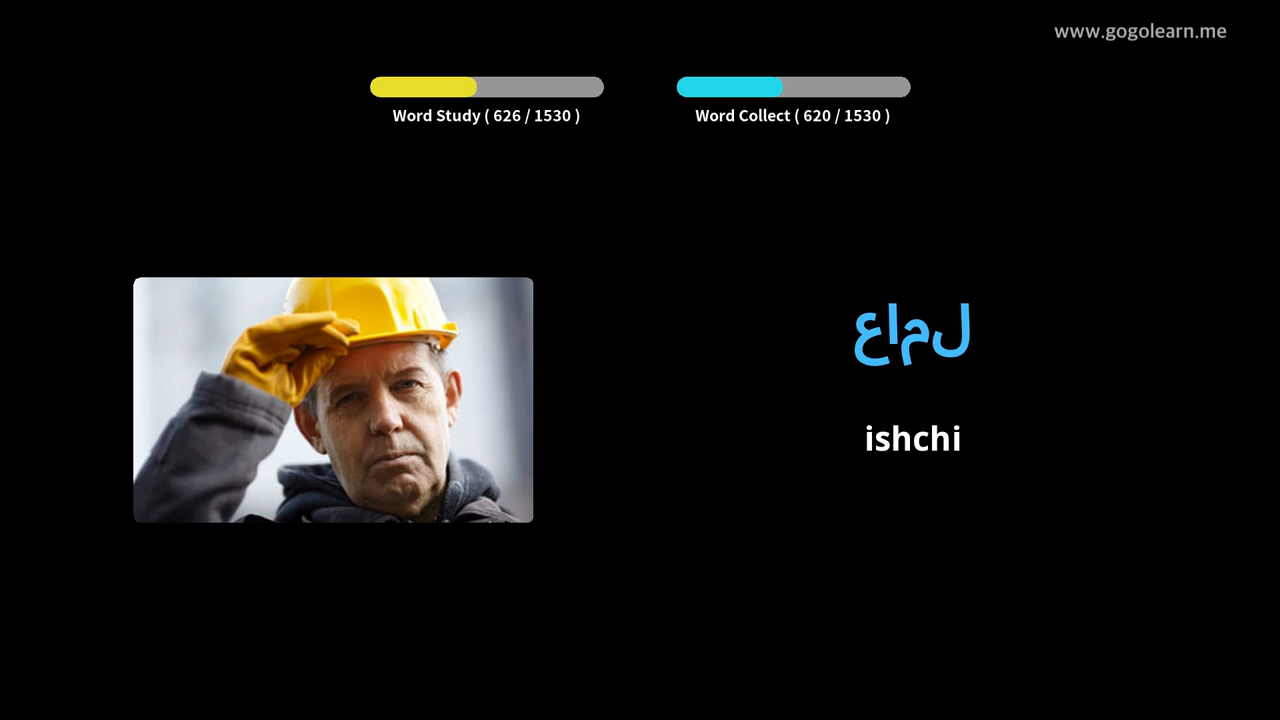 www.gogolearn.me
Word Study ( 626 / 1530 )
Word Collect ( 620 / 1530 )
عامل
ishchi